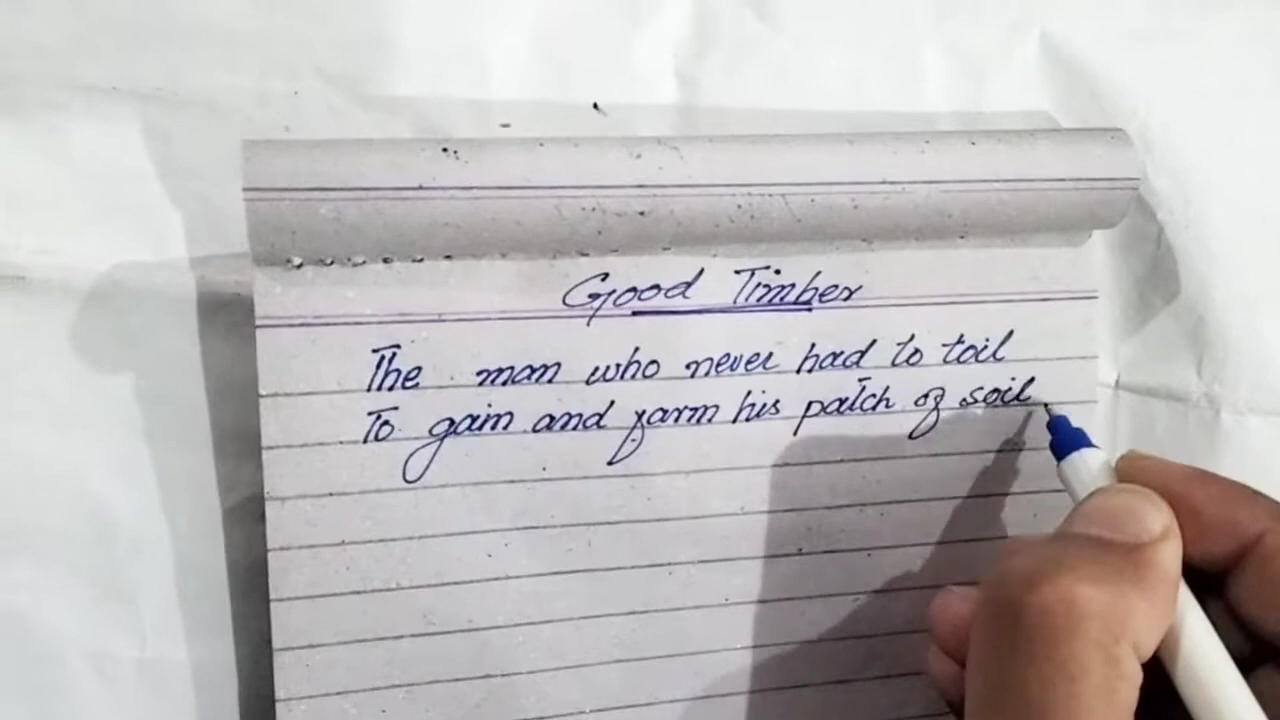 Good Timber
The man who never had to toil
To gain and farm his patch of soil